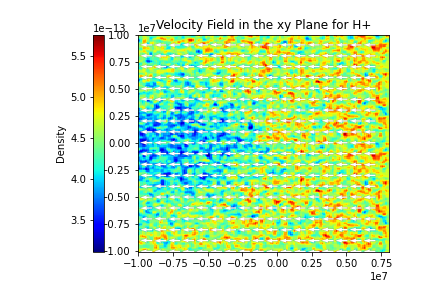 1e−13
1e7
Velocity Field in the xy Plane for H+
5.5
5.0
4.5
4.0
3.5
Density
1.00
0.75
0.50
0.25
0.00
−0.25
−0.50
−0.75
−1.00
−1.00 −0.75 −0.50 −0.25 0.00 0.25 0.50 0.75
1e7